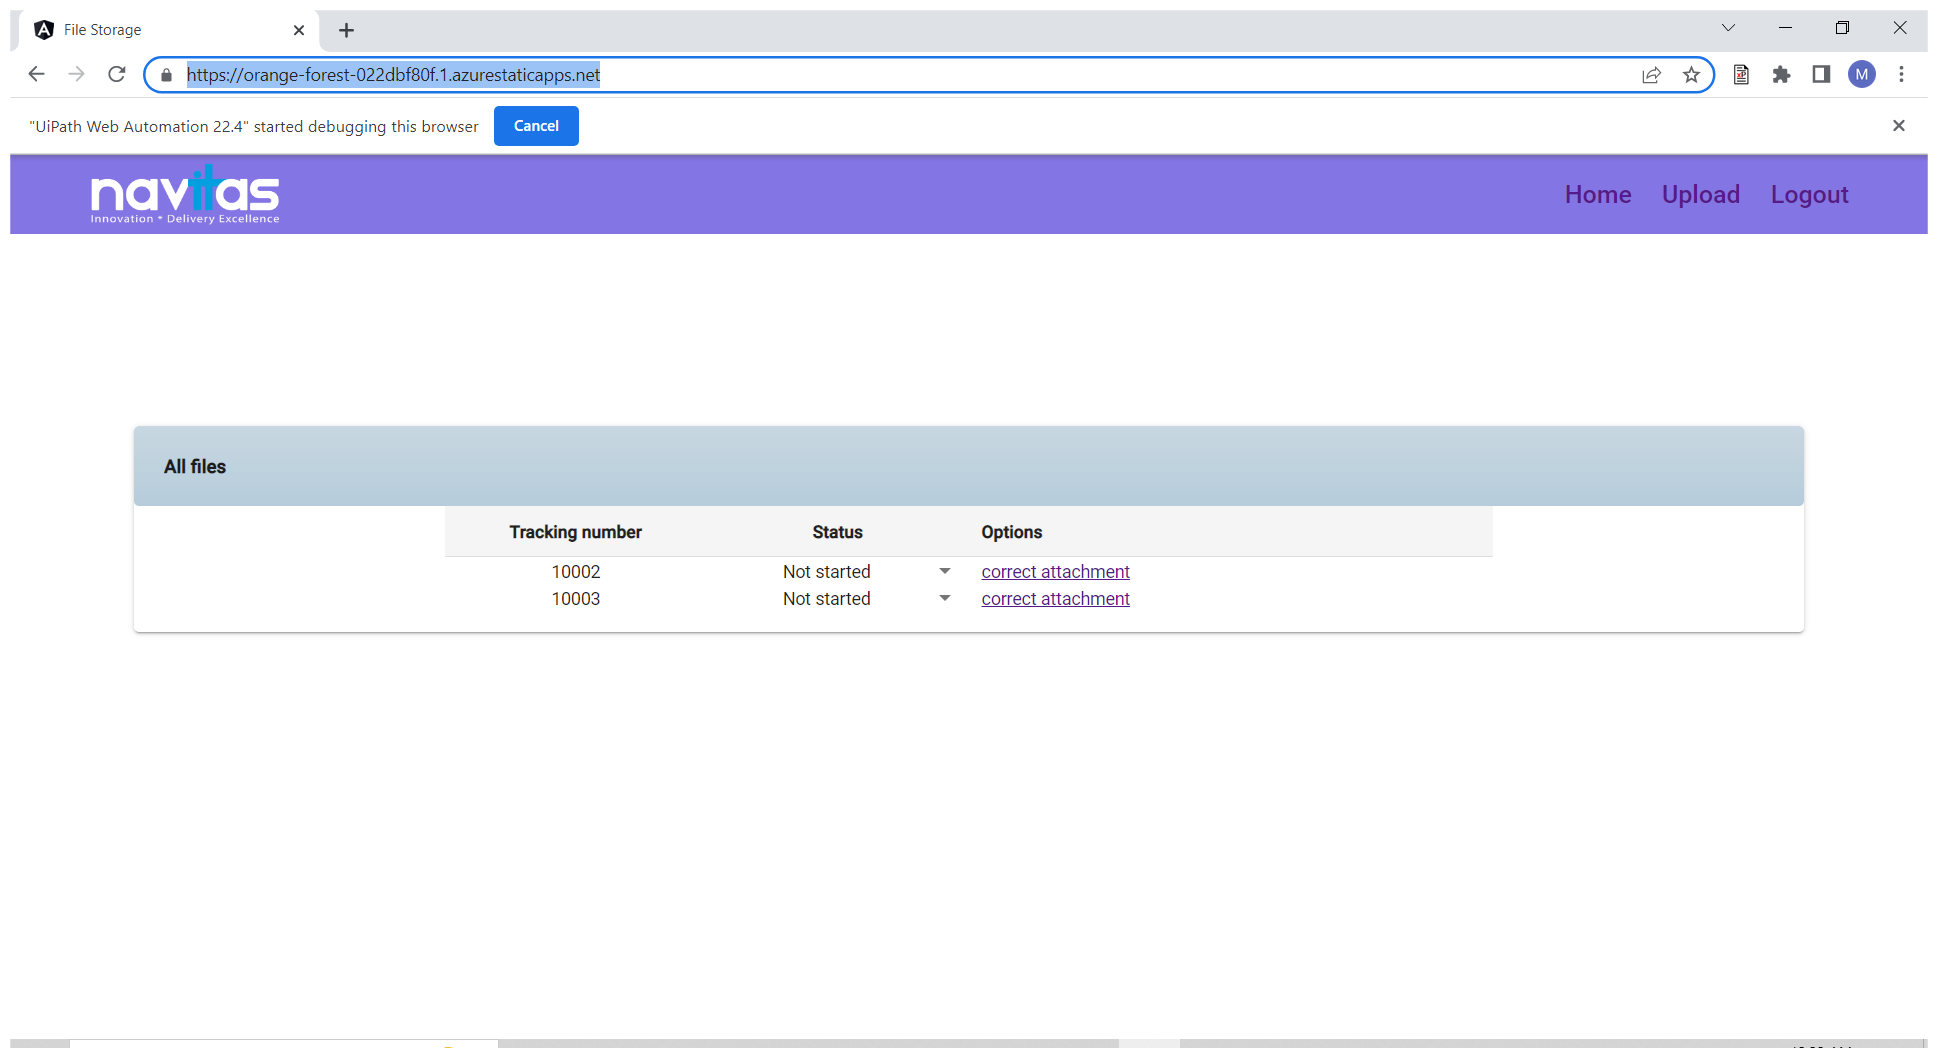 File Storage
https://orange-forest-022dbf80f.1.azurestaticapps.net
M
"UiPath Web Automation 22.4" started debugging this browser
Cancel
navitas
Innovation * Delivery Excellence
Home
Upload
Logout
All files
Tracking number Status Options
10002 Not started correct attachment
10003 Not started correct attachment